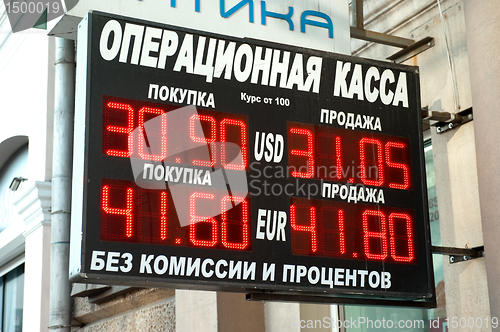 тика
ОПЕРАЦИОННАЯ КАССА
Курс от 100
ПОКУПКА ПРОДАЖА
30.90 USD 31.05
ПОКУПКА ПРОДАЖА
41.60 EUR 41.80
БЕЗ КОМИССИИ И ПРОЦЕНТОВ